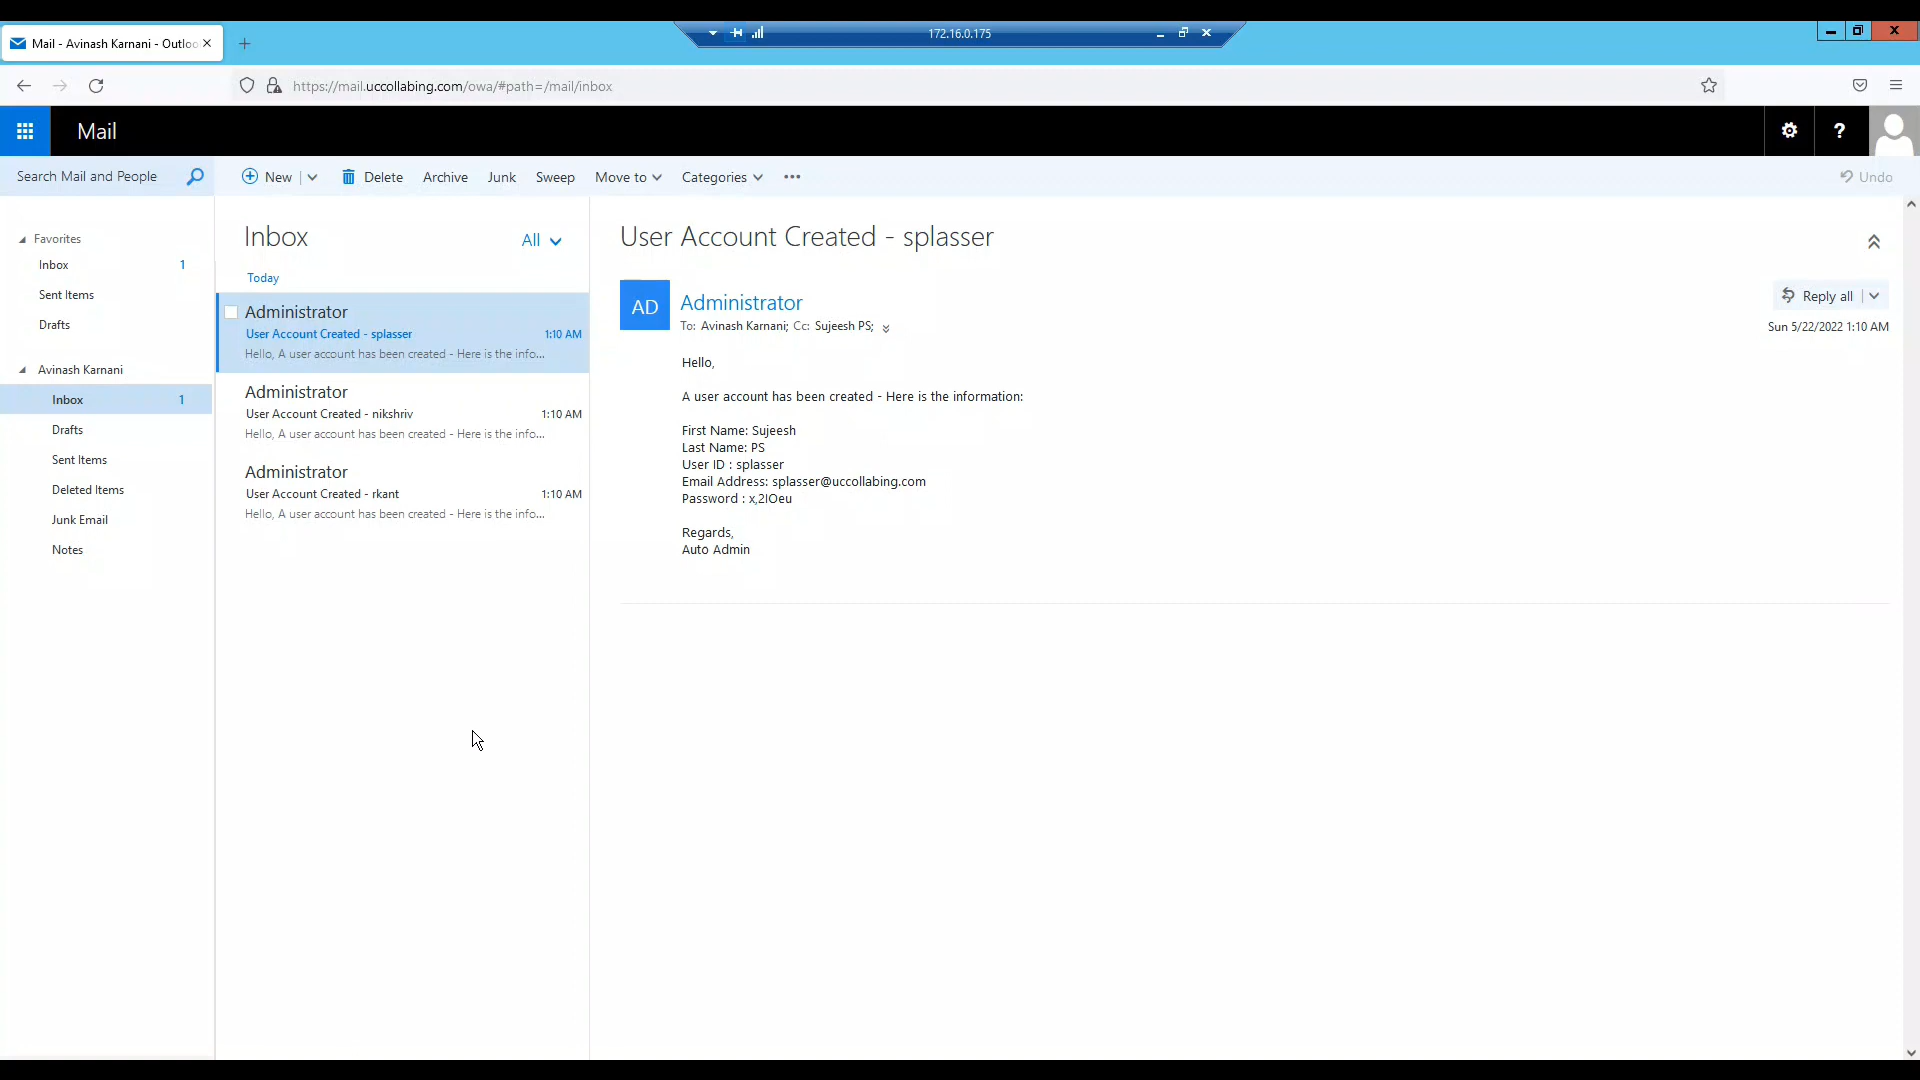 Mail - Avinash Karnani - Outloo
172.16.0.175
https://mail.uccollabing.com/owa/#path=/mail/inbox
Mail
?
Search Mail and People
New
Delete
Archive
Junk
Sweep
Move to
Categories
Undo
Favorites
Inbox 1
Sent Items
Drafts
Avinash Karnani
Inbox 1
Drafts
Sent Items
Deleted Items
Junk Email
Notes
Inbox
All
Today
Administrator
User Account Created - splasser 1:10 AM
Hello, A user account has been created - Here is the info...
Administrator
User Account Created - nikshriv 1:10 AM
Hello, A user account has been created - Here is the info...
Administrator
User Account Created - rkant 1:10 AM
Hello, A user account has been created - Here is the info...
User Account Created - splasser
AD
Administrator
To: Avinash Karnani; Cc: Sujeesh PS;
Reply all
Sun 5/22/2022 1:10 AM
Hello,
A user account has been created - Here is the information:
First Name: Sujeesh
Last Name: PS
User ID : splasser
Email Address: splasser@uccollabing.com
Password : x,2IOeu
Regards,
Auto Admin